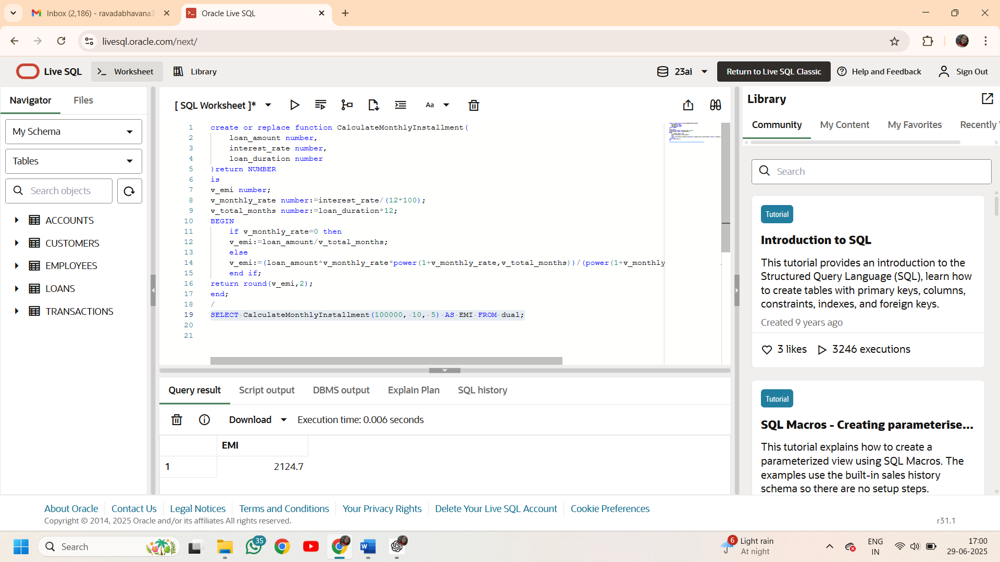 Inbox (2,186) - ravadabhavana3
Oracle Live SQL
livesql.oracle.com/next/
Live SQL
Worksheet
Library
23ai
Return to Live SQL Classic
Help and Feedback
Sign Out
Navigator
Files
My Schema
Tables
Search objects
ACCOUNTS
CUSTOMERS
EMPLOYEES
LOANS
TRANSACTIONS
[ SQL Worksheet ]*
Aa
1 create or replace function CalculateMonthlyInstallment(
2 loan_amount number,
3 interest_rate number,
4 loan_duration number
5 )return NUMBER
6 is
7 v_emi number;
8 v_monthly_rate number:=interest_rate/(12*100);
9 v_total_months number:=loan_duration*12;
10 BEGIN
11 if v_monthly_rate=0 then
12 v_emi:=loan_amount/v_total_months;
13 else
14 v_emi:=(loan_amount*v_monthly_rate*power(1+v_monthly_rate,v_total_months))/(power(1+v_monthly
15 end if;
16 return round(v_emi,2);
17 end;
18 /
19 SELECT CalculateMonthlyInstallment(100000, 10, 5) AS EMI FROM dual;
20
21
Query result
Script output
DBMS output
Explain Plan
SQL history
Download
Execution time: 0.006 seconds
EMI
1 2124.7
Library
Community
My Content
My Favorites
Recently
Search
Tutorial
Introduction to SQL
This tutorial provides an introduction to the
Structured Query Language (SQL), learn how
to create tables with primary keys, columns,
constraints, indexes, and foreign keys.
Created 9 years ago
3 likes
3246 executions
Tutorial
SQL Macros - Creating parameterise...
This tutorial explains how to create a
parameterized view using SQL Macros. The
examples use the built-in sales history
schema so there are no setup steps.
About Oracle
Contact Us
Legal Notices
Terms and Conditions
Your Privacy Rights
Delete Your Live SQL Account
Cookie Preferences
Copyright © 2014, 2025 Oracle and/or its affiliates All rights reserved.
r31.1
Search
35
6
Light rain
At night
ENG
IN
17:00
29-06-2025